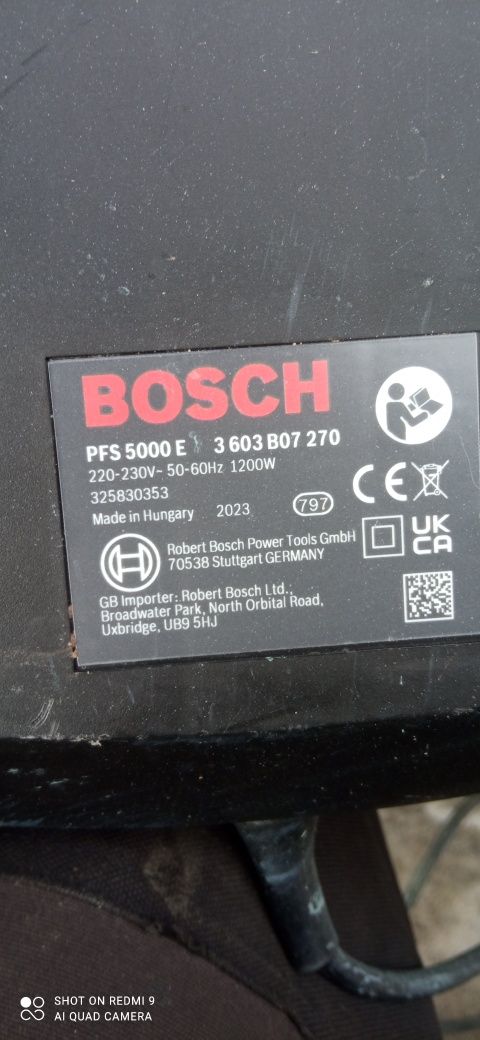 BOSCH
PFS 5000 E 3 603 B07 270
220-230V~ 50-60Hz 1200W
325830353
Made in Hungary 2023 797
CE
UK
CA
Robert Bosch Power Tools GmbH
70538 Stuttgart GERMANY
GB Importer: Robert Bosch Ltd.,
Broadwater Park, North Orbital Road,
Uxbridge, UB9 5HJ
SHOT ON REDMI 9
AI QUAD CAMERA